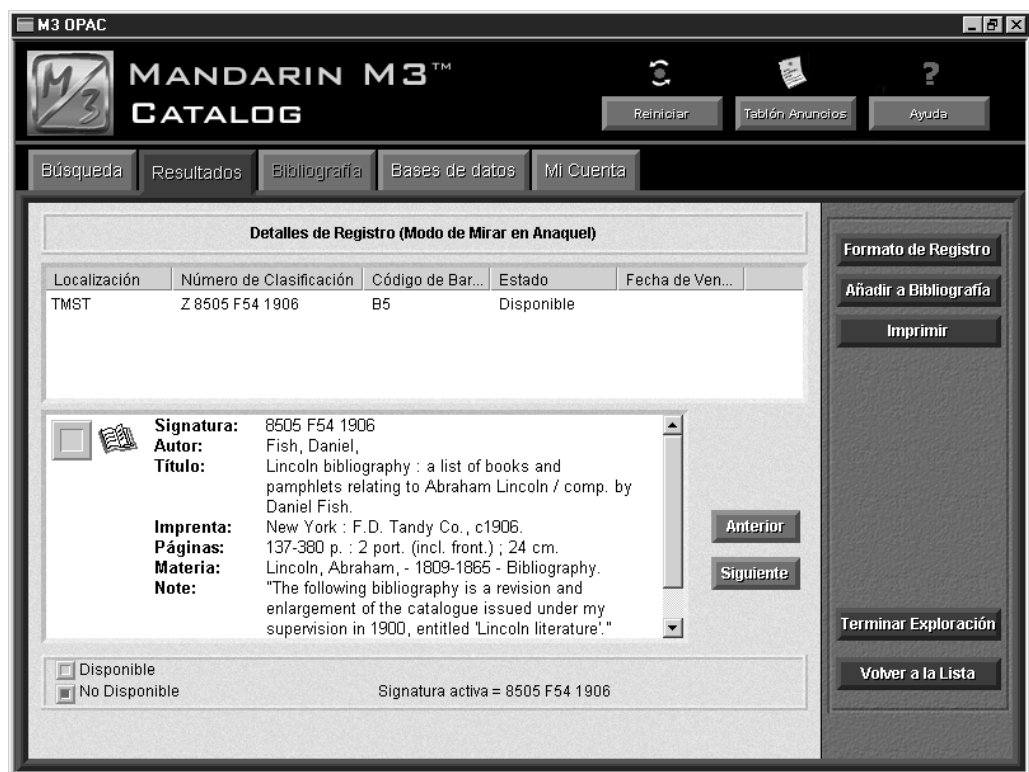 M3 OPAC
M/3
MANDARIN M3™
CATALOG
?
Reiniciar
Tablón Anuncios
Ayuda
Búsqueda
Resultados
Bibliografía
Bases de datos
Mi Cuenta
Detalles de Registro (Modo de Mirar en Anaquel)
Localización Número de Clasificación Código de Bar... Estado Fecha de Ven...
TMST Z 8505 F54 1906 B5 Disponible
Signatura: 8505 F54 1906
Autor: Fish, Daniel,
Título: Lincoln bibliography : a list of books and
pamphlets relating to Abraham Lincoln / comp. by
Daniel Fish.
Imprenta: New York : F.D. Tandy Co., c1906.
Páginas: 137-380 p. : 2 port. (incl. front.) ; 24 cm.
Materia: Lincoln, Abraham, - 1809-1865 - Bibliography.
Note: "The following bibliography is a revision and
enlargement of the catalogue issued under my
supervision in 1900, entitled 'Lincoln literature'."
Anterior
Siguiente
Disponible
No Disponible
Signatura activa = 8505 F54 1906
Formato de Registro
Añadir a Bibliografía
Imprimir
Terminar Exploración
Volver a la Lista